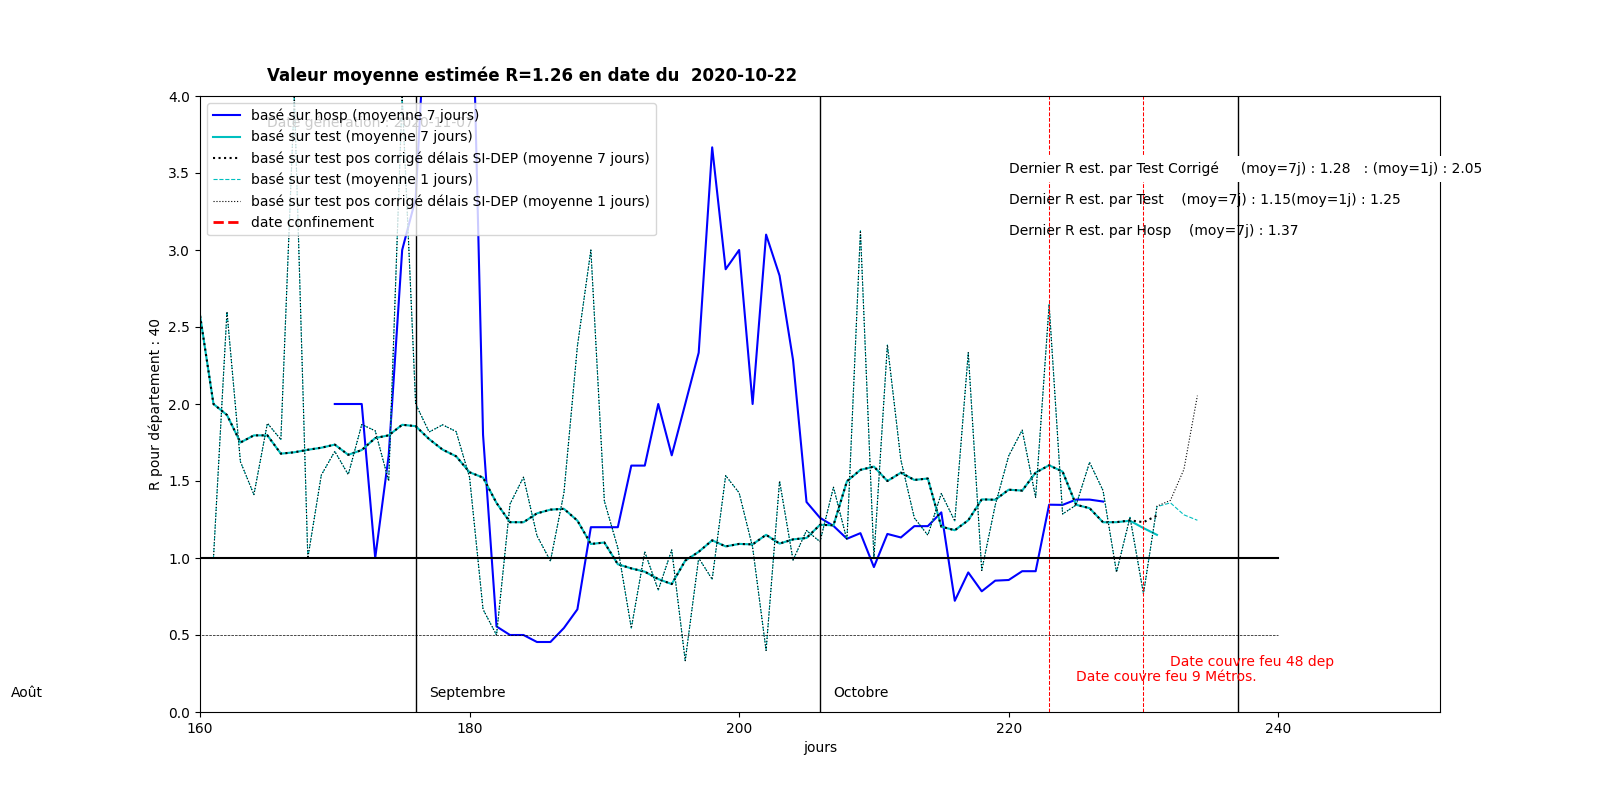 Valeur moyenne estimée R=1.26 en date du  2020-10-22
Date génération : 2020-11-07
basé sur hosp (moyenne 7 jours)
basé sur test (moyenne 7 jours)
basé sur test pos corrigé délais SI-DEP (moyenne 7 jours)
basé sur test (moyenne 1 jours)
basé sur test pos corrigé délais SI-DEP (moyenne 1 jours)
date confinement
Dernier R est. par Test Corrigé (moy=7j) : 1.28 : (moy=1j) : 2.05
Dernier R est. par Test (moy=7j) : 1.15(moy=1j) : 1.25
Dernier R est. par Hosp (moy=7j) : 1.37
R pour département : 40
4.0
3.5
3.0
2.5
2.0
1.5
1.0
0.5
0.0
Date couvre feu 48 dep
Date couvre feu 9 Métros.
Août
Septembre
Octobre
160
180
200
220
240
jours